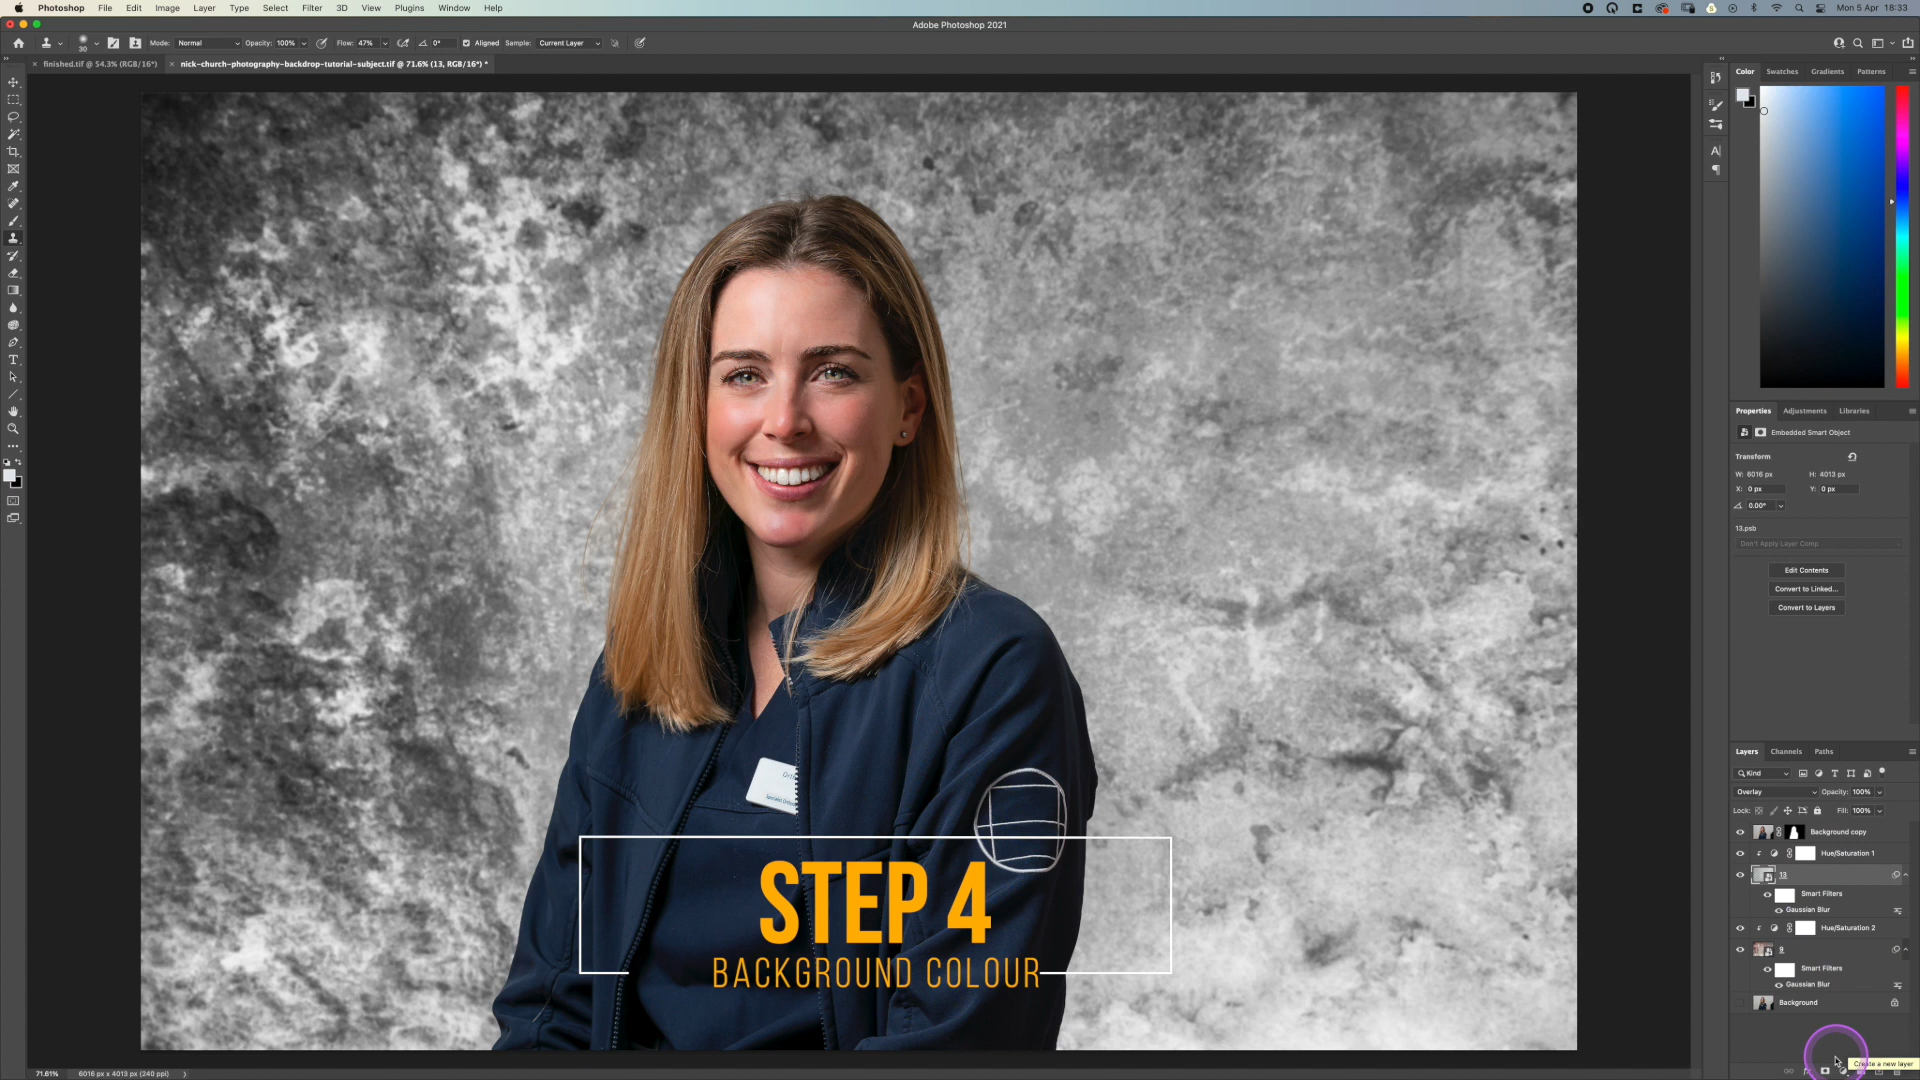 Photoshop File Edit Image Layer Type Select Filter 3D View Plugins Window Help Mon 5 Apr 18:33
Adobe Photoshop 2021
30 Mode: Normal Opacity: 100% Flow: 47% 0° Aligned Sample: Current Layer
finished.tif @ 54.3% (RGB/16*) nick-church-photography-backdrop-tutorial-subject.tif @ 71.6% (13, RGB/16*) *
Color Swatches Gradients Patterns
Properties Adjustments Libraries
Embedded Smart Object
Transform
W: 6016 px H: 4013 px
X: 0 px Y: 0 px
0.00°
13.psb
Don't Apply Layer Comp
Edit Contents
Convert to Linked...
Convert to Layers
Layers Channels Paths
Kind
Overlay Opacity: 100%
Lock: Fill: 100%
Background copy
Hue/Saturation 1
13
Smart Filters
Gaussian Blur
Hue/Saturation 2
9
Smart Filters
Gaussian Blur
Background
Create a new layer
STEP 4
BACKGROUND COLOUR
71.61% 6016 px x 4013 px (240 ppi)